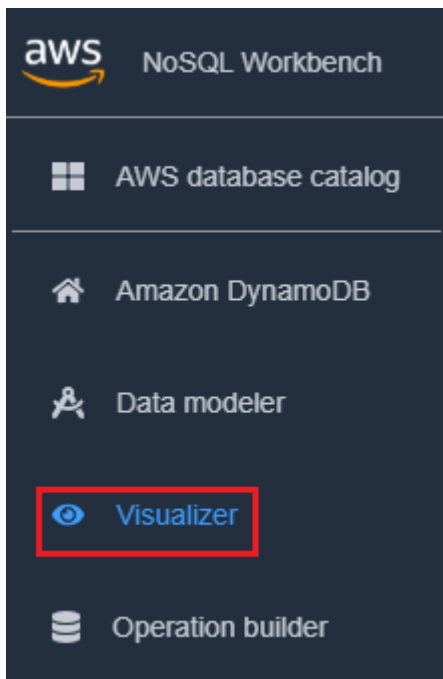 aws NoSQL Workbench
AWS database catalog
Amazon DynamoDB
Data modeler
Visualizer
Operation builder